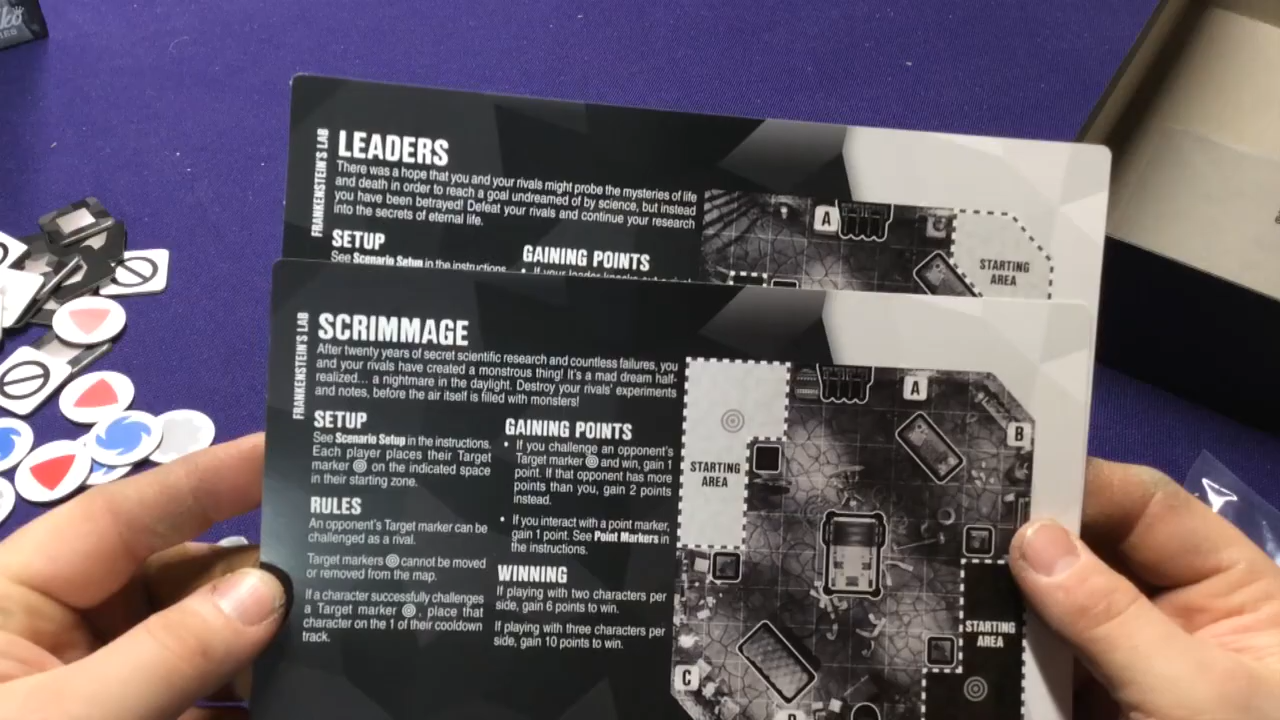 FRANKENSTEIN'S LAB
LEADERS
There was a hope that you and your rivals might probe the mysteries of life
and death in order to reach a goal undreamed of by science, but instead
you have been betrayed! Defeat your rivals and continue your research
into the secrets of eternal life.
SETUP
See Scenario Setup in the instructions.
GAINING POINTS
A
STARTING
AREA
FRANKENSTEIN'S LAB
SCRIMMAGE
After twenty years of secret scientific research and countless failures, you
and your rivals have created a monstrous thing! It's a mad dream half-
realized... a nightmare in the daylight. Destroy your rivals' experiments
and notes, before the air itself is filled with monsters!
SETUP
See Scenario Setup in the instructions.
Each player places their Target
marker on the indicated space
in their starting zone.
RULES
An opponent's Target marker can be
challenged as a rival.
Target markers cannot be moved
or removed from the map.
If a character successfully challenges
a Target marker , place that
character on the 1 of their cooldown
track.
GAINING POINTS
• If you challenge an opponent's
Target marker and win, gain 1
point. If that opponent has more
points than you, gain 2 points
instead.
• If you interact with a point marker,
gain 1 point. See Point Markers in
the instructions.
WINNING
If playing with two characters per
side, gain 6 points to win.
If playing with three characters per
side, gain 10 points to win.
A
B
STARTING
AREA
STARTING
AREA
C